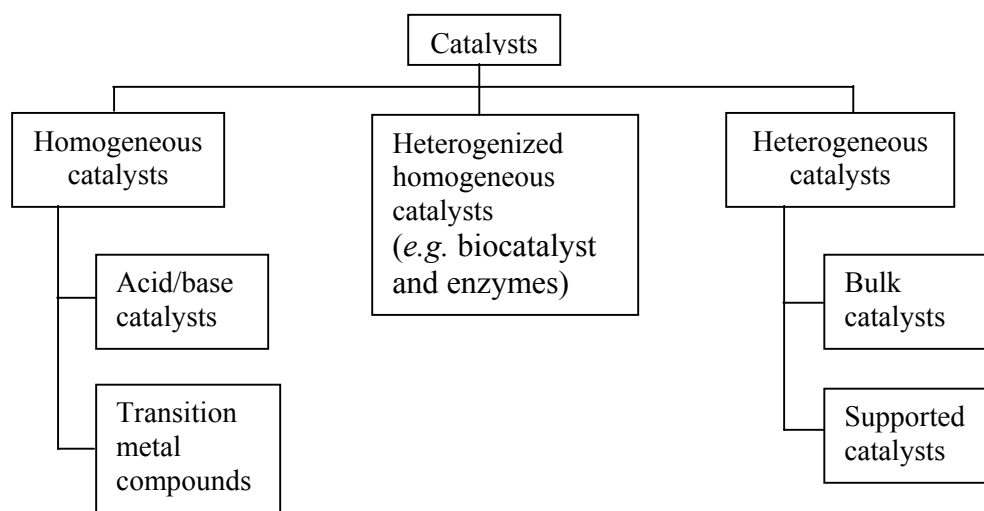 Catalysts
Homogeneous
catalysts
Acid/base
catalysts
Transition
metal
compounds
Heterogenized
homogeneous
catalysts
(e.g. biocatalyst
and enzymes)
Heterogeneous
catalysts
Bulk
catalysts
Supported
catalysts